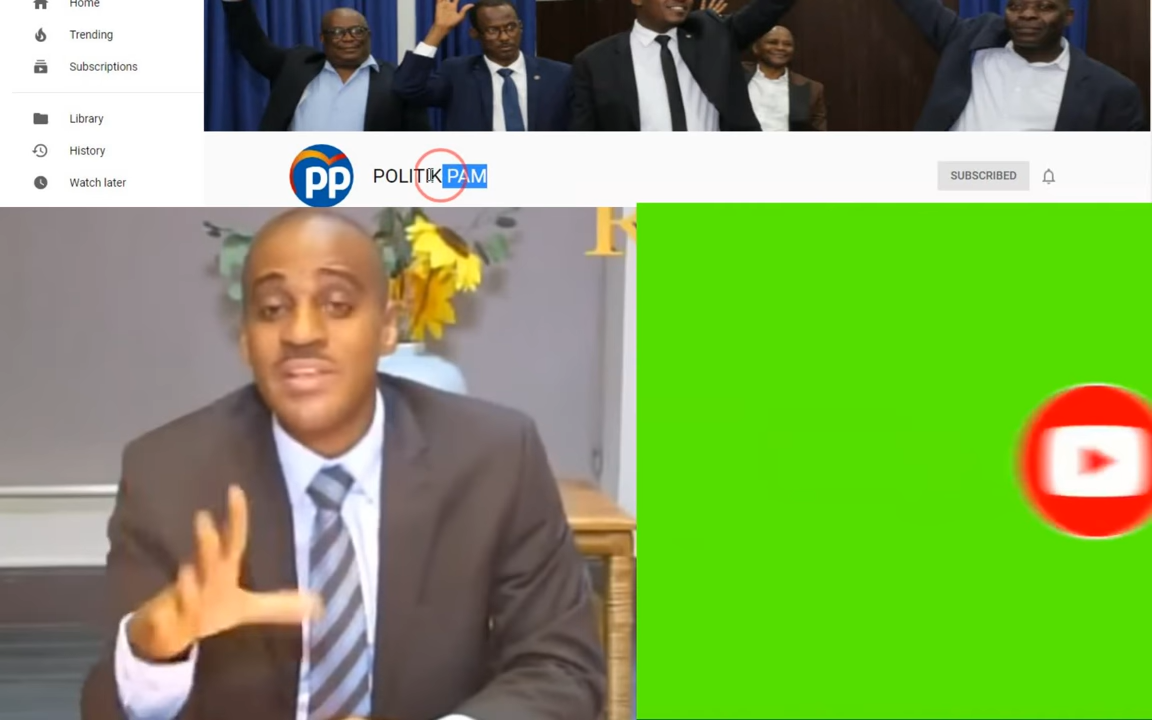 Home
Trending
Subscriptions
Library
History
Watch later
pp
POLITIK PAM
SUBSCRIBED